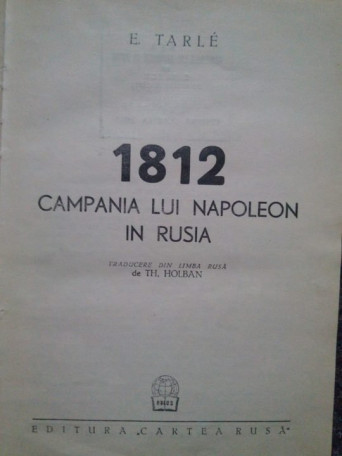 E. TARLÉ
1812
CAMPANIA LUI NAPOLEON
IN RUSIA
TRADUCERE DIN LIMBA RUSĂ
de TH. HOLBAN
EDITURA „CARTEA RUSĂ"